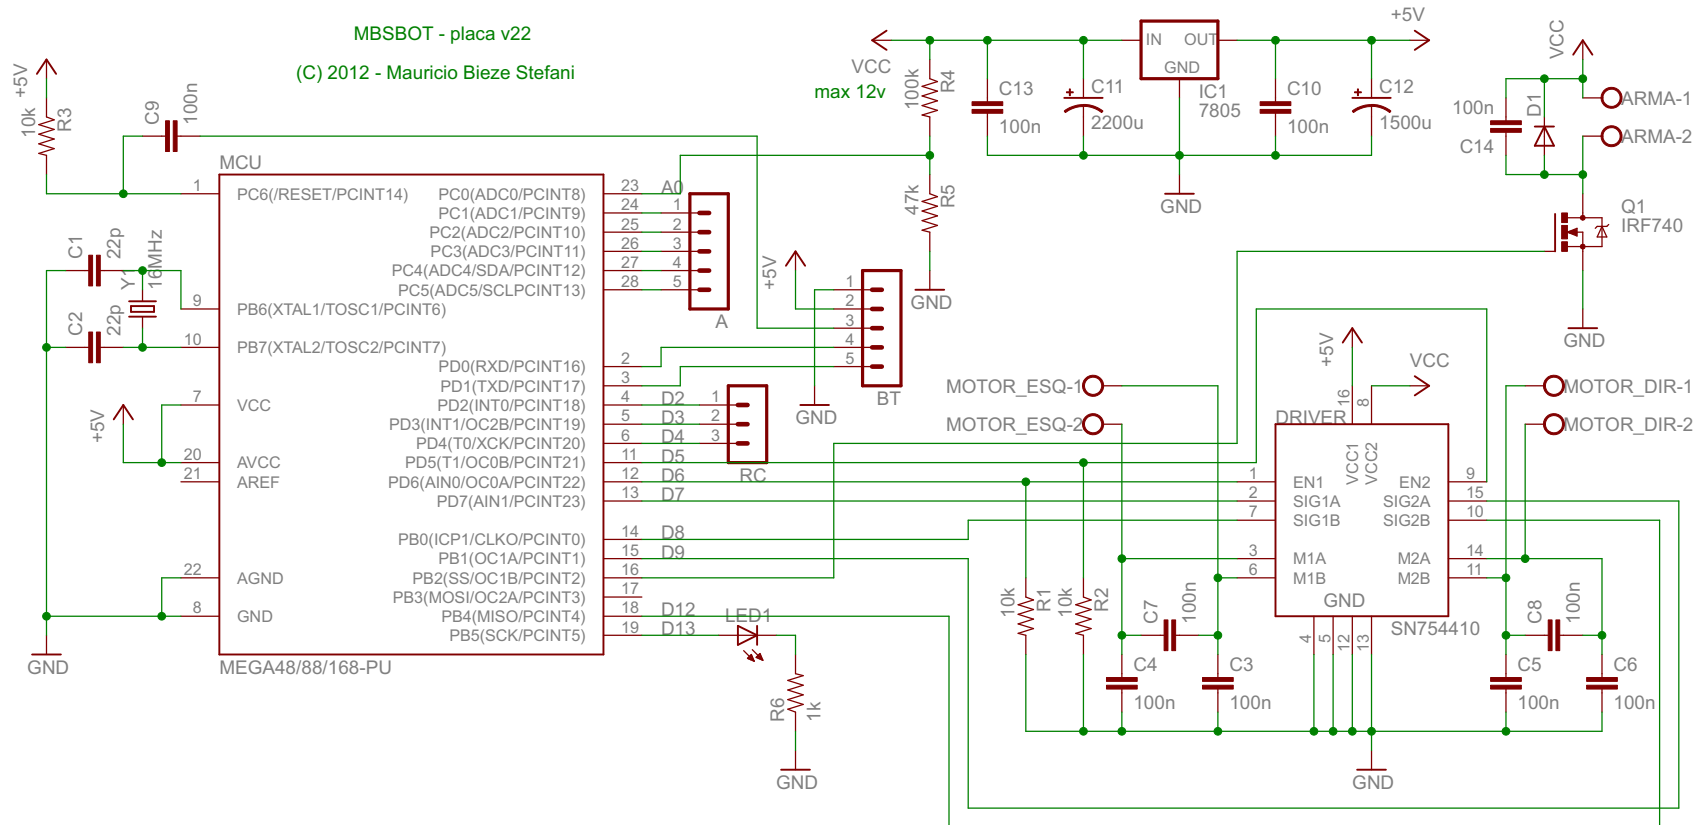 MBSBOT - placa v22
(C) 2012 - Mauricio Bieze Stefani
+5V
10k
R3
C9
100n
MCU
1 PC6(/RESET/PCINT14)
9 PB6(XTAL1/TOSC1/PCINT6)
10 PB7(XTAL2/TOSC2/PCINT7)
7 VCC
20 AVCC
21 AREF
22 AGND
8 GND
PC0(ADC0/PCINT8) 23 A0
PC1(ADC1/PCINT9) 24
PC2(ADC2/PCINT10) 25
PC3(ADC3/PCINT11) 26
PC4(ADC4/SDA/PCINT12) 27
PC5(ADC5/SCLPCINT13) 28
PD0(RXD/PCINT16) 2
PD1(TXD/PCINT17) 3
PD2(INT0/PCINT18) 4 D2
PD3(INT1/OC2B/PCINT19) 5 D3
PD4(T0/XCK/PCINT20) 6 D4
PD5(T1/OC0B/PCINT21) 11 D5
PD6(AIN0/OC0A/PCINT22) 12 D6
PD7(AIN1/PCINT23) 13 D7
PB0(ICP1/CLKO/PCINT0) 14 D8
PB1(OC1A/PCINT1) 15 D9
PB2(SS/OC1B/PCINT2) 16
PB3(MOSI/OC2A/PCINT3) 17
PB4(MISO/PCINT4) 18 D12
PB5(SCK/PCINT5) 19 D13
MEGA48/88/168-PU
C1
22p
Y1
16MHz
C2
22p
+5V
GND
1
2
3
4
5
A
1
2
3
RC
+5V
1
2
3
4
5
BT
GND
LED1
R6
1k
GND
VCC
max 12v
100k
R4
47k
R5
GND
C13
100n
C11
2200u
IN OUT
GND
IC1
7805
C10
100n
C12
1500u
+5V
GND
VCC
100n
C14
D1
ARMA-1
ARMA-2
Q1
IRF740
GND
MOTOR_ESQ-1
MOTOR_ESQ-2
+5V
VCC
16
8
DRIVER
VCC1
VCC2
1 EN1
2 SIG1A
7 SIG1B
3 M1A
6 M1B
EN2 9
SIG2A 15
SIG2B 10
M2A 14
M2B 11
GND
SN754410
4
5
12
13
MOTOR_DIR-1
MOTOR_DIR-2
10k
R1
10k
R2
C7
100n
C4
100n
C3
100n
C8
100n
C5
100n
C6
100n
GND